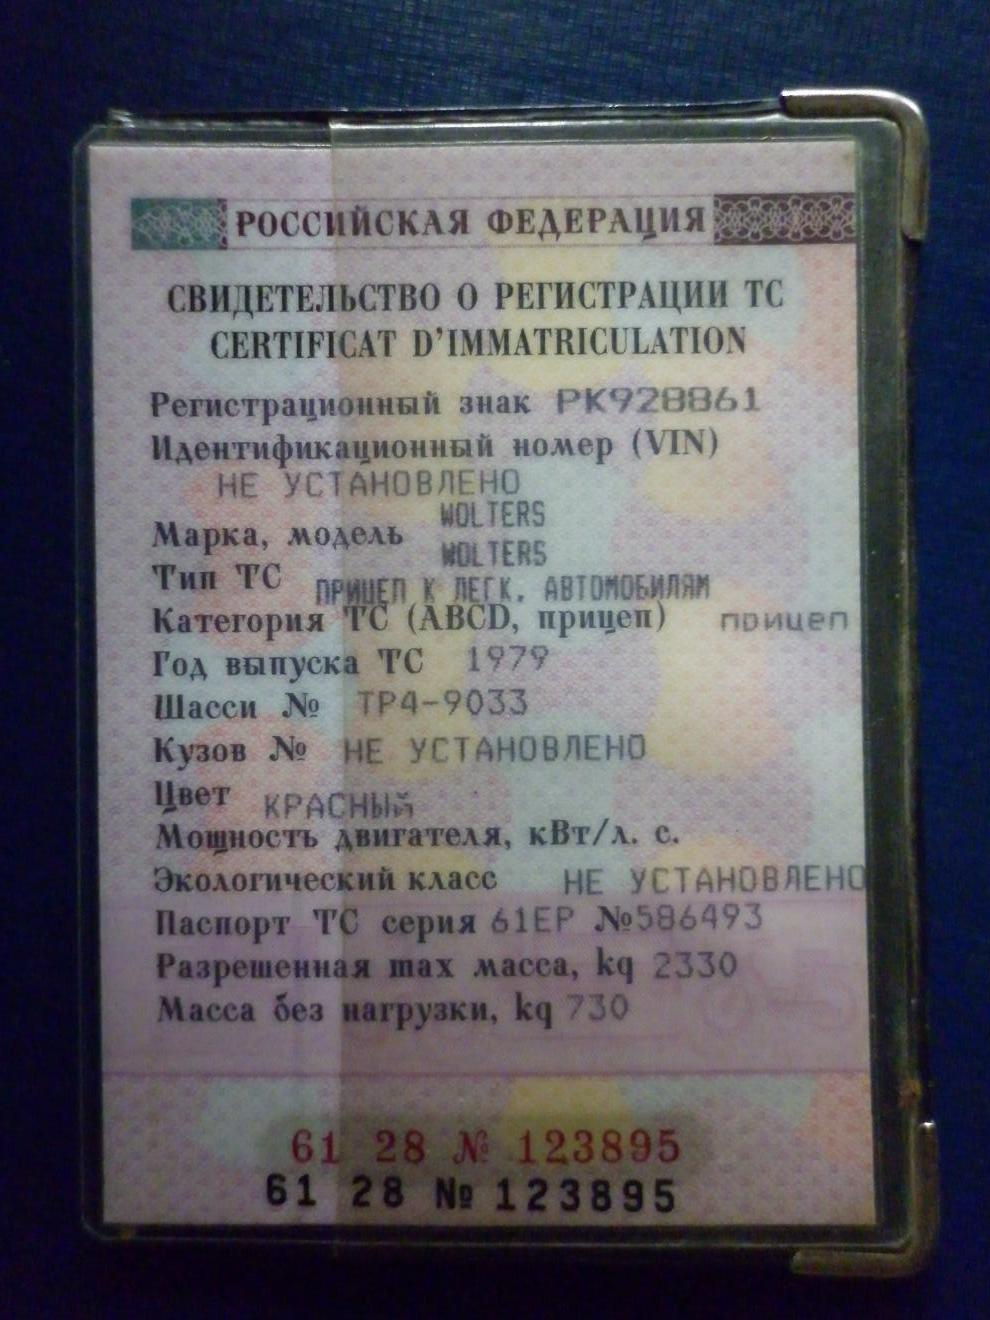 РОССИЙСКАЯ ФЕДЕРАЦИЯ
СВИДЕТЕЛЬСТВО О РЕГИСТРАЦИИ ТС
CERTIFICAT D'IMMATRICULATION
Регистрационный знак РК928861
Идентификационный номер (VIN)
НЕ УСТАНОВЛЕНО
WOLTERS
Марка, модель WOLTERS
Тип ТС ПРИЦЕП К ЛЕГК. АВТОМОБИЛЯМ
Категория ТС (ABCD, прицеп) прицеп
Год выпуска ТС 1979
Шасси № ТР4-9033
Кузов № НЕ УСТАНОВЛЕНО
Цвет КРАСНЫЙ
Мощность двигателя, кВт/л. с.
Экологический класс НЕ УСТАНОВЛЕНО
Паспорт ТС серия 61ЕР №586493
Разрешенная max масса, kq 2330
Масса без нагрузки, kq 730
61 28 № 123895
61 28 № 123895